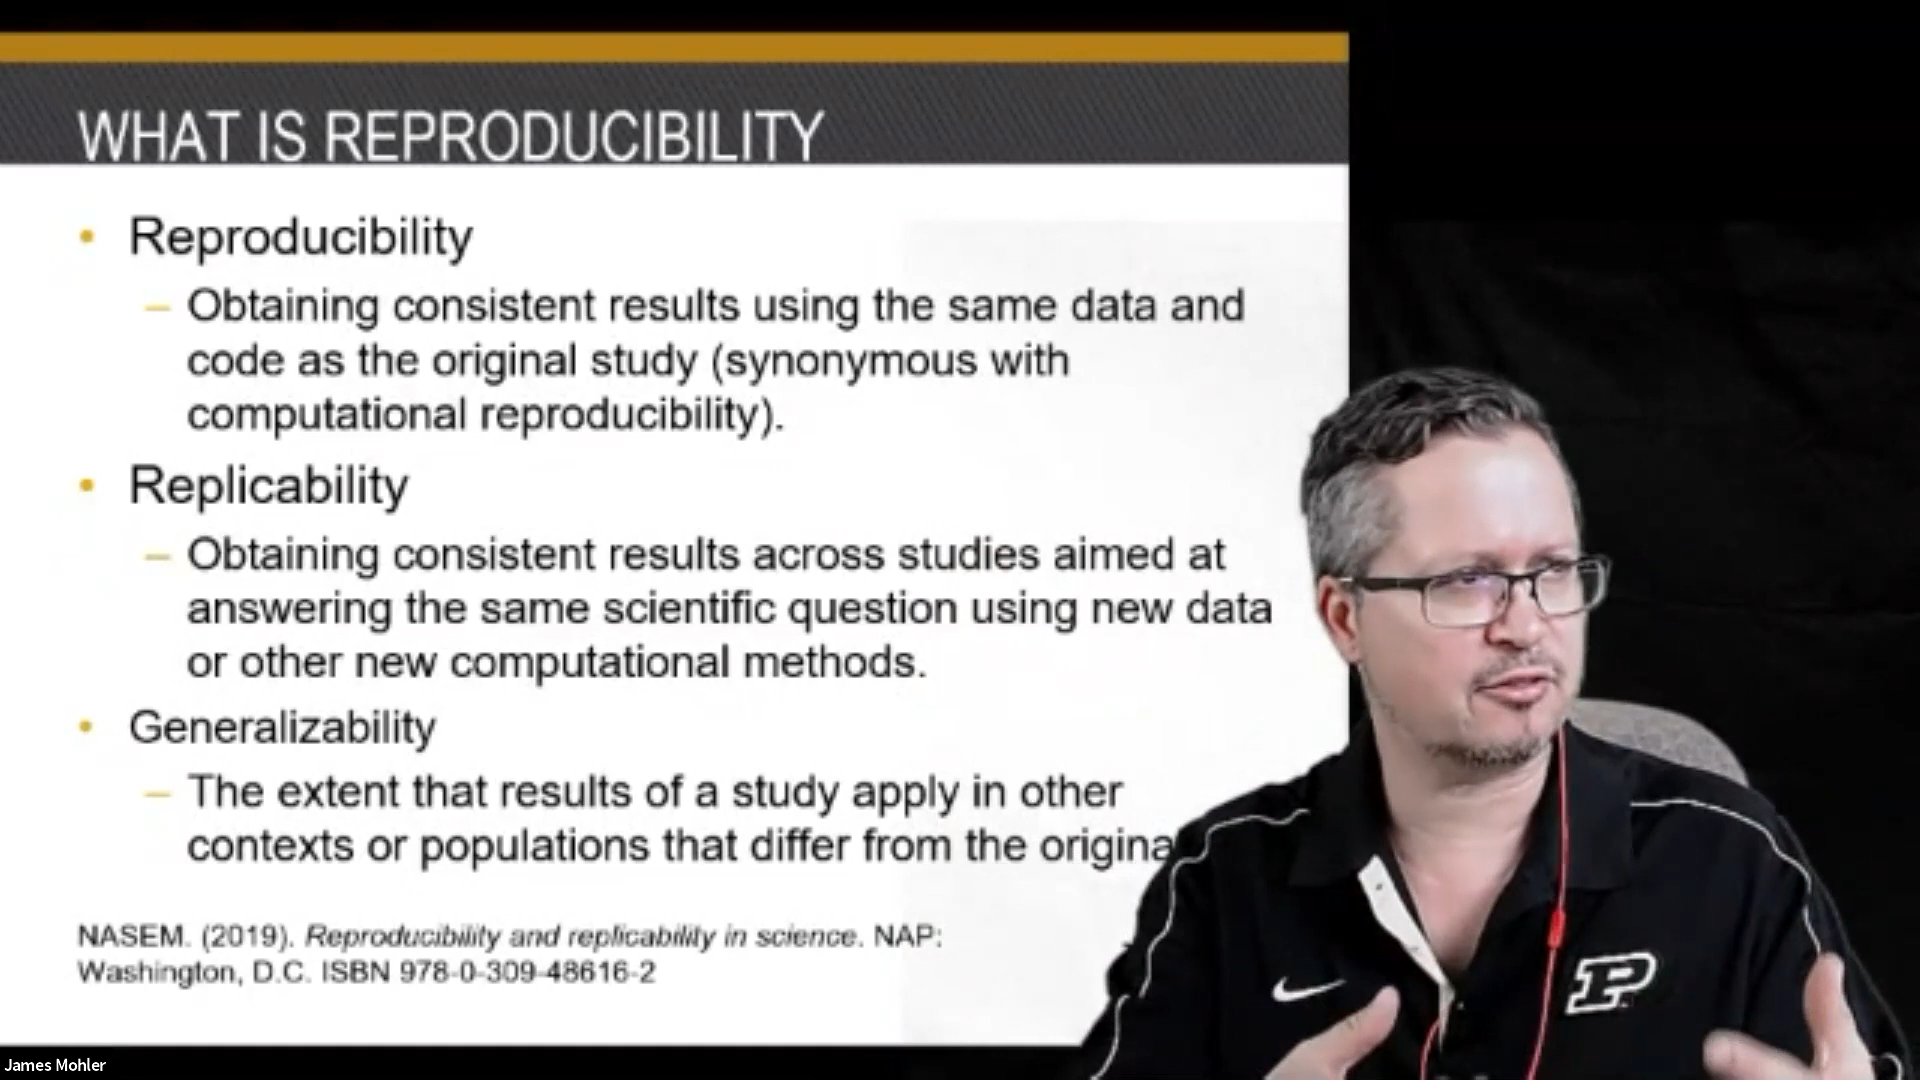 WHAT IS REPRODUCIBILITY
• Reproducibility
– Obtaining consistent results using the same data and
code as the original study (synonymous with
computational reproducibility).
• Replicability
– Obtaining consistent results across studies aimed at
answering the same scientific question using new data
or other new computational methods.
• Generalizability
– The extent that results of a study apply in other
contexts or populations that differ from the origina
NASEM. (2019). Reproducibility and replicability in science. NAP:
Washington, D.C. ISBN 978-0-309-48616-2
P
James Mohler